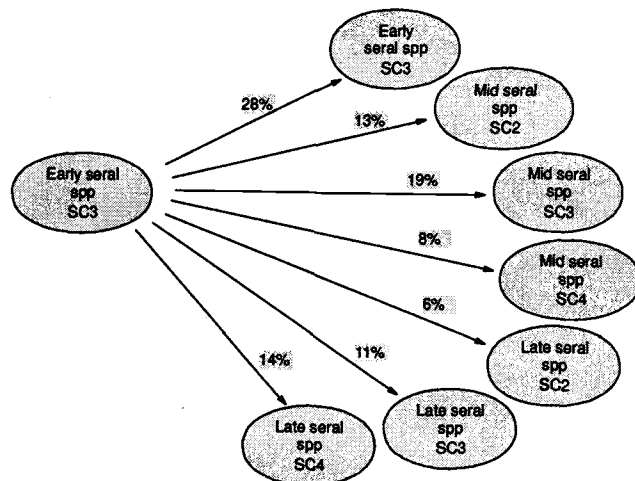 Early
seral spp
SC3
28%
Mid seral
spp
SC2
13%
Early seral
spp
SC3
19%
Mid seral
spp
SC3
8%
Mid seral
spp
SC4
6%
Late seral
spp
SC2
14%
11%
Late seral
spp
SC3
Late seral
spp
SC4